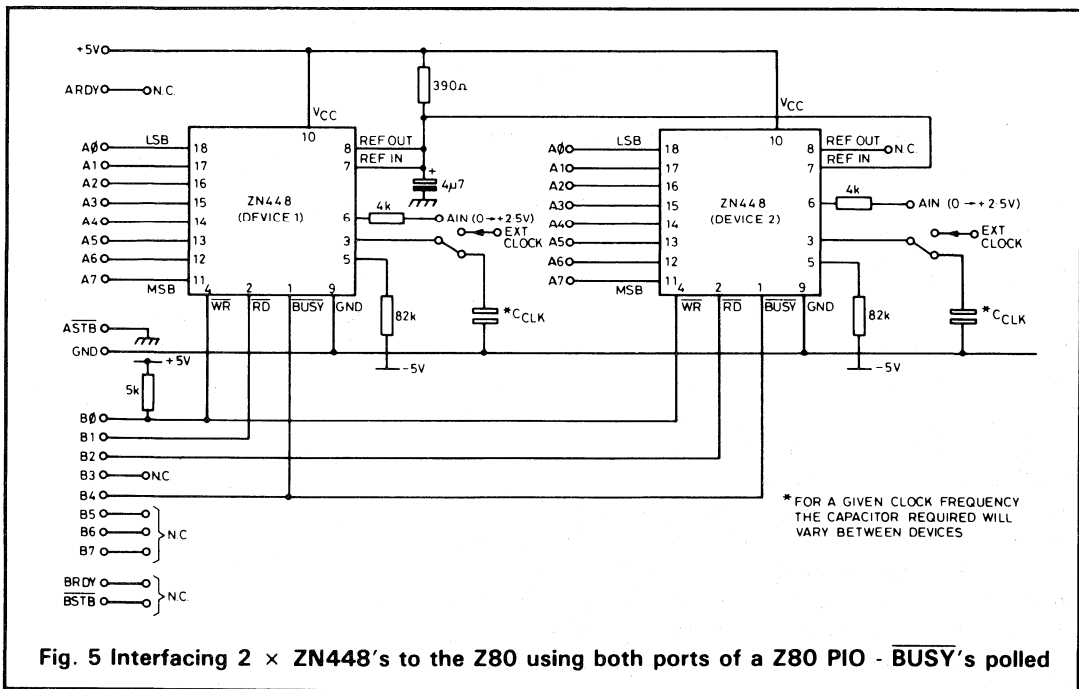 +5V
ARDY N.C.
390Ω
VCC
10
VCC
10
AØ LSB 18
A1 17
A2 16
A3 15
A4 14
A5 13
A6 12
A7 MSB 11
ZN448
(DEVICE 1)
8 REF OUT
7 REF IN
+
4µ7
6 4k AIN (0→+2·5V)
3 EXT
CLOCK
5
82k
*CCLK
-5V
4 2 1 9
WR RD BUSY GND
AØ LSB 18
A1 17
A2 16
A3 15
A4 14
A5 13
A6 12
A7 MSB 11
ZN448
(DEVICE 2)
8 REF OUT N.C.
7 REF IN
6 4k AIN (0→+2·5V)
3 EXT
CLOCK
5
82k
*CCLK
-5V
4 2 1 9
WR RD BUSY GND
ASTB
GND
+5V
5k
BØ
B1
B2
B3 NC
B4
B5
B6 N.C
B7
BRDY
BSTB N.C.
* FOR A GIVEN CLOCK FREQUENCY
THE CAPACITOR REQUIRED WILL
VARY BETWEEN DEVICES
Fig. 5 Interfacing 2 × ZN448's to the Z80 using both ports of a Z80 PIO - BUSY's polled